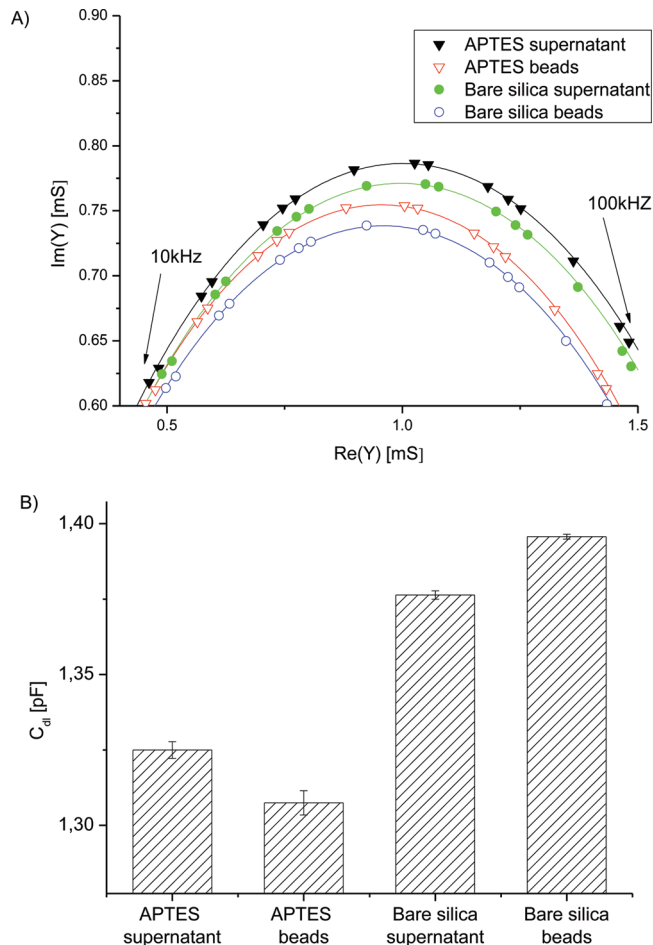 A)
0.90
0.85
0.80
0.75
0.70
0.65
0.60
Im(Y) [mS]
APTES supernatant
APTES beads
Bare silica supernatant
Bare silica beads
10kHz
100kHZ
0.5
1.0
1.5
Re(Y) [mS]
B)
1,40
1,35
1,30
Cdl [pF]
APTES
supernatant
APTES
beads
Bare silica
supernatant
Bare silica
beads